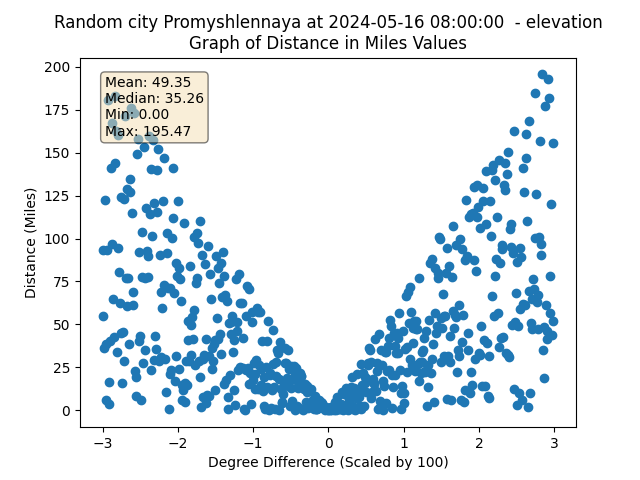 Random city Promyshlennaya at 2024-05-16 08:00:00  - elevation
Graph of Distance in Miles Values
Mean: 49.35
Median: 35.26
Min: 0.00
Max: 195.47
Distance (Miles)
200
175
150
125
100
75
50
25
0
−3
−2
−1
0
1
2
3
Degree Difference (Scaled by 100)